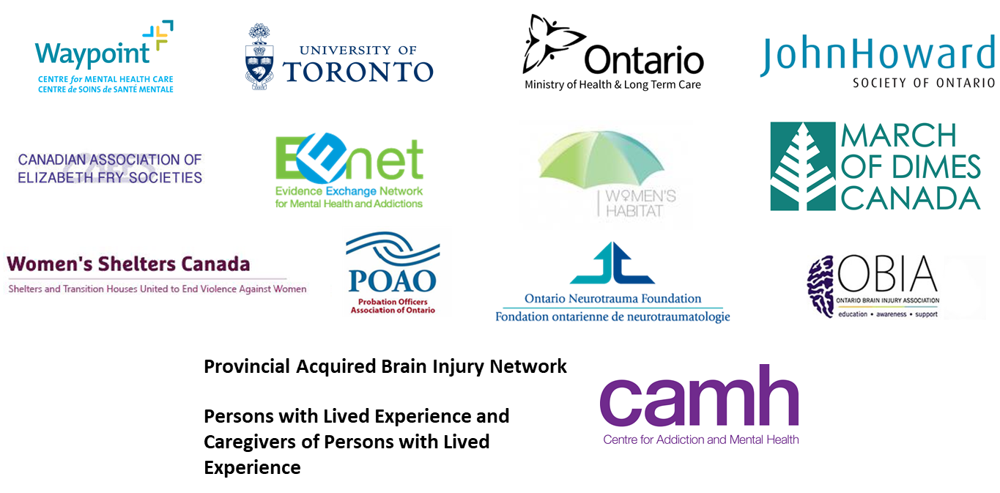 Waypoint
CENTRE for MENTAL HEALTH CARE
CENTRE de SOINS de SANTÉ MENTALE
UNIVERSITY OF
TORONTO
Ontario
Ministry of Health & Long Term Care
JohnHoward
SOCIETY OF ONTARIO
CANADIAN ASSOCIATION OF
ELIZABETH FRY SOCIETIES
EEnet
Evidence Exchange Network
for Mental Health and Addictions
WOMEN'S
HABITAT
MARCH
OF DIMES
CANADA
Women's Shelters Canada
Shelters and Transition Houses United to End Violence Against Women
POAO
Probation Officers
Association of Ontario
Ontario Neurotrauma Foundation
Fondation ontarienne de neurotraumatologie
OBIA
ONTARIO BRAIN INJURY ASSOCIATION
education • awareness • support
Provincial Acquired Brain Injury Network
Persons with Lived Experience and
Caregivers of Persons with Lived
Experience
camh
Centre for Addiction and Mental Health